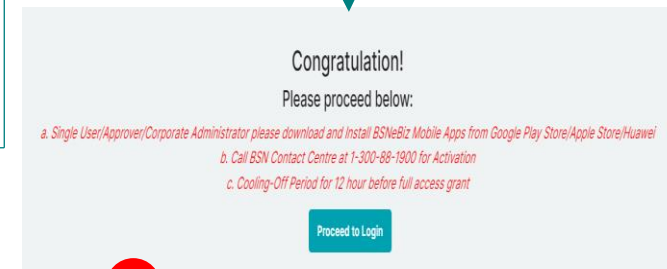 Congratulation!
Please proceed below:
a. Single User/Approver/Corporate Administrator please download and Install BSNeBiz Mobile Apps from Google Play Store/Apple Store/Huawei
b. Call BSN Contact Centre at 1-300-88-1900 for Activation
c. Cooling-Off Period for 12 hour before full access grant
Proceed to Login